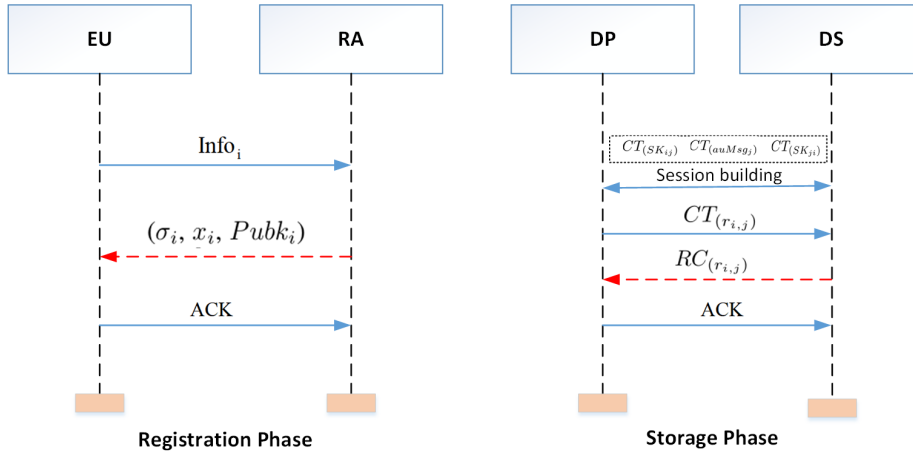 EU RA DP DS
Info_i
CT_(SK_ij) CT_(auMsg_j) CT_(SK_ji)
Session building
(σ_i, x_i, Pubk_i)
CT_(r_i,j)
RC_(r_i,j)
ACK ACK
Registration Phase Storage Phase